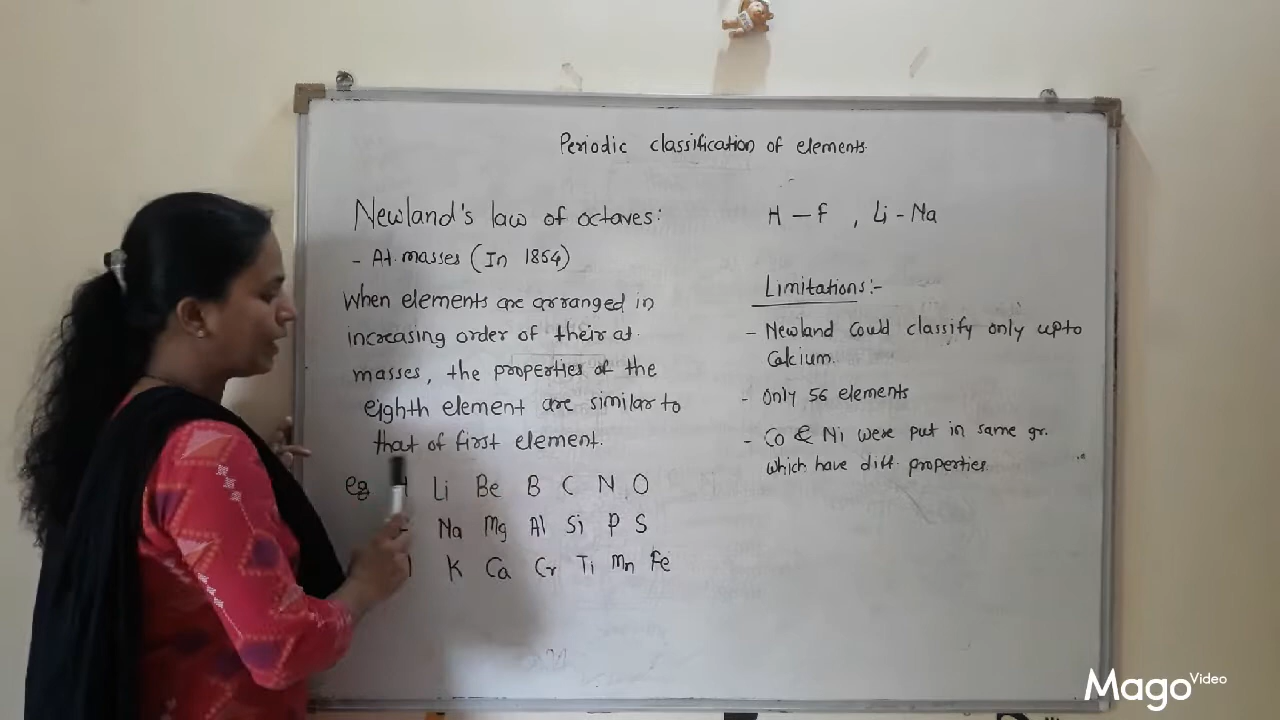 Periodic classification of elements
Newland's law of octaves:
- At. masses (In 1864)
When elements are arranged in
increasing order of their at.
masses, the properties of the
eighth element are similar to
that of first element.
eg Li Be B C N O
Na Mg Al Si P S
K Ca Cr Ti Mn Fe
H - F , Li - Na
Limitations:-
- Newland could classify only upto
Calcium.
- Only 56 elements
- Co & Ni were put in same gr.
which have diff. properties.
Mago Video